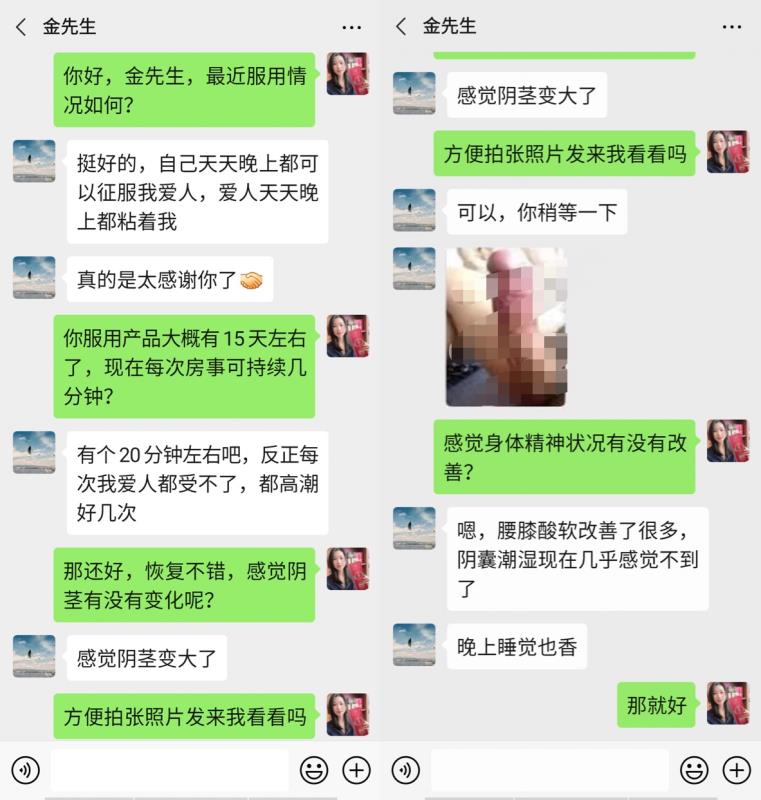 金先生
你好，金先生，最近服用情
况如何？
挺好的，自己天天晚上都可
以征服我爱人，爱人天天晚
上都粘着我
真的是太感谢你了
你服用产品大概有15天左右
了，现在每次房事可持续几
分钟？
有个20分钟左右吧，反正每
次我爱人都受不了，都高潮
好几次
那还好，恢复不错，感觉阴
茎有没有变化呢？
感觉阴茎变大了
方便拍张照片发来我看看吗
金先生
感觉阴茎变大了
方便拍张照片发来我看看吗
可以，你稍等一下
感觉身体精神状况有没有改
善？
嗯，腰膝酸软改善了很多，
阴囊潮湿现在几乎感觉不到
了
晚上睡觉也香
那就好